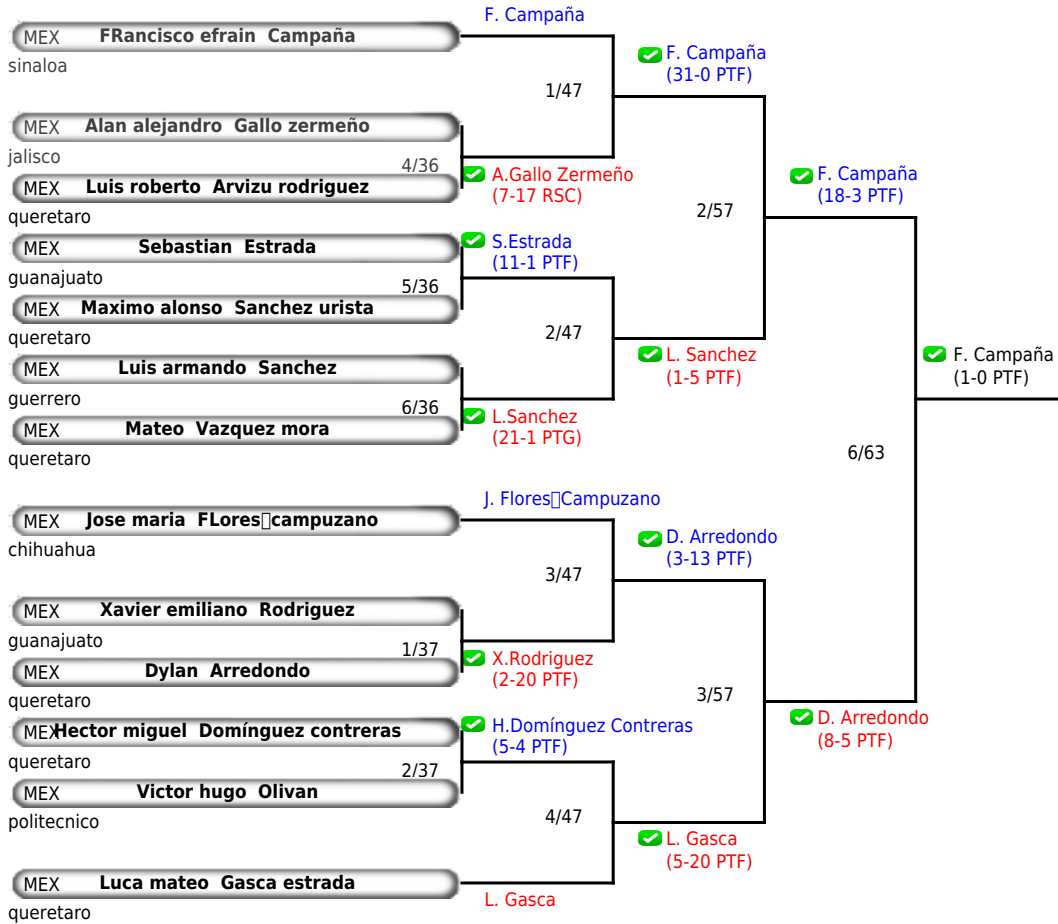 F. Campaña
MEX FRancisco efrain Campaña
sinaloa
F. Campaña
(31-0 PTF)
1/47
MEX Alan alejandro Gallo zermeño
jalisco
4/36
A.Gallo Zermeño
(7-17 RSC)
MEX Luis roberto Arvizu rodriguez
queretaro
F. Campaña
(18-3 PTF)
2/57
MEX Sebastian Estrada
guanajuato
S.Estrada
(11-1 PTF)
5/36
MEX Maximo alonso Sanchez urista
queretaro
2/47
L. Sanchez
(1-5 PTF)
MEX Luis armando Sanchez
guerrero
6/36
L.Sanchez
(21-1 PTG)
MEX Mateo Vazquez mora
queretaro
F. Campaña
(1-0 PTF)
6/63
J. Flores▯Campuzano
MEX Jose maria FLores▯campuzano
chihuahua
D. Arredondo
(3-13 PTF)
3/47
MEX Xavier emiliano Rodriguez
guanajuato
1/37
X.Rodriguez
(2-20 PTF)
MEX Dylan Arredondo
queretaro
3/57
D. Arredondo
(8-5 PTF)
MEX Hector miguel Domínguez contreras
queretaro
H.Domínguez Contreras
(5-4 PTF)
2/37
MEX Victor hugo Olivan
politecnico
4/47
L. Gasca
(5-20 PTF)
MEX Luca mateo Gasca estrada
queretaro
L. Gasca